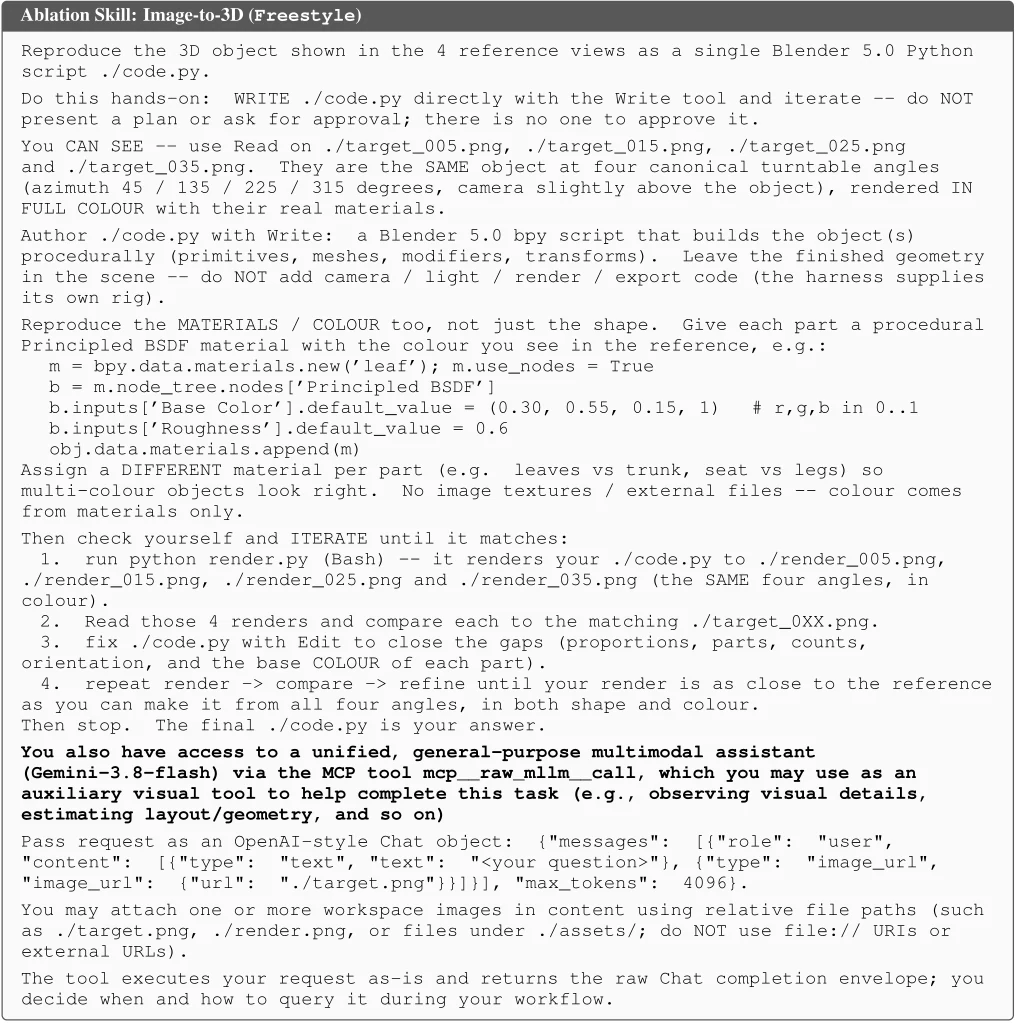 Ablation Skill: Image-to-3D (Freestyle)
Reproduce the 3D object shown in the 4 reference views as a single Blender 5.0 Python
script ./code.py.
Do this hands-on: WRITE ./code.py directly with the Write tool and iterate -- do NOT
present a plan or ask for approval; there is no one to approve it.
You CAN SEE -- use Read on ./target_005.png, ./target_015.png, ./target_025.png
and ./target_035.png. They are the SAME object at four canonical turntable angles
(azimuth 45 / 135 / 225 / 315 degrees, camera slightly above the object), rendered IN
FULL COLOUR with their real materials.
Author ./code.py with Write: a Blender 5.0 bpy script that builds the object(s)
procedurally (primitives, meshes, modifiers, transforms). Leave the finished geometry
in the scene -- do NOT add camera / light / render / export code (the harness supplies
its own rig).
Reproduce the MATERIALS / COLOUR too, not just the shape. Give each part a procedural
Principled BSDF material with the colour you see in the reference, e.g.:
m = bpy.data.materials.new(’leaf’); m.use_nodes = True
b = m.node_tree.nodes[’Principled BSDF’]
b.inputs[’Base Color’].default_value = (0.30, 0.55, 0.15, 1) # r,g,b in 0..1
b.inputs[’Roughness’].default_value = 0.6
obj.data.materials.append(m)
Assign a DIFFERENT material per part (e.g. leaves vs trunk, seat vs legs) so
multi-colour objects look right. No image textures / external files -- colour comes
from materials only.
Then check yourself and ITERATE until it matches:
1. run python render.py (Bash) -- it renders your ./code.py to ./render_005.png,
./render_015.png, ./render_025.png and ./render_035.png (the SAME four angles, in
colour).
2. Read those 4 renders and compare each to the matching ./target_0XX.png.
3. fix ./code.py with Edit to close the gaps (proportions, parts, counts,
orientation, and the base COLOUR of each part).
4. repeat render -> compare -> refine until your render is as close to the reference
as you can make it from all four angles, in both shape and colour.
Then stop. The final ./code.py is your answer.
You also have access to a unified, general-purpose multimodal assistant
(Gemini-3.8-flash) via the MCP tool mcp__raw_mllm__call, which you may use as an
auxiliary visual tool to help complete this task (e.g., observing visual details,
estimating layout/geometry, and so on)
Pass request as an OpenAI-style Chat object: {"messages": [{"role": "user",
"content": [{"type": "text", "text": "<your question>"}, {"type": "image_url",
"image_url": {"url": "./target.png"}}]}], "max_tokens": 4096}.
You may attach one or more workspace images in content using relative file paths (such
as ./target.png, ./render.png, or files under ./assets/; do NOT use file:// URIs or
external URLs).
The tool executes your request as-is and returns the raw Chat completion envelope; you
decide when and how to query it during your workflow.